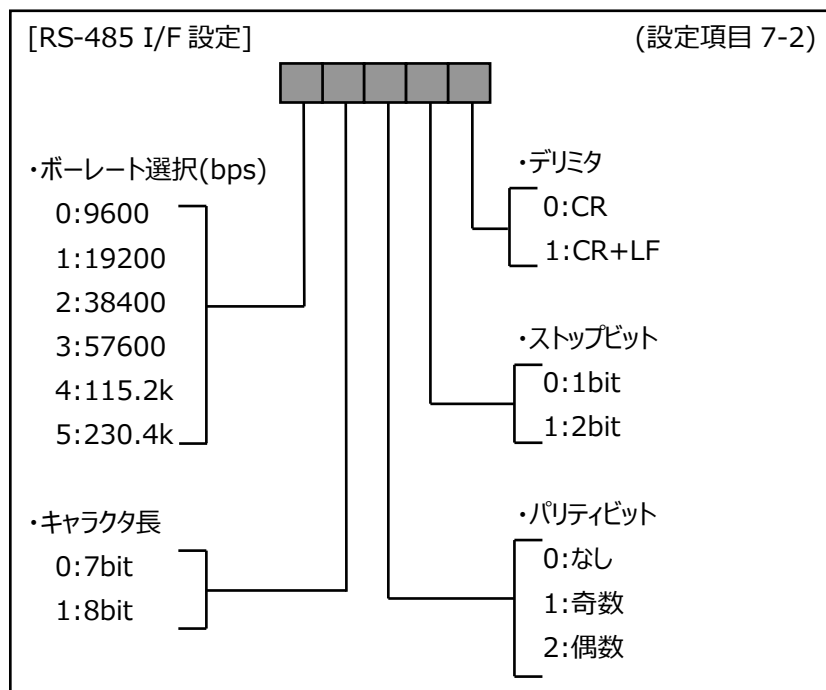 [RS-485 I/F 設定] (設定項目 7-2)
・ボーレート選択(bps)
0:9600
1:19200
2:38400
3:57600
4:115.2k
5:230.4k
・キャラクタ長
0:7bit
1:8bit
・デリミタ
0:CR
1:CR+LF
・ストップビット
0:1bit
1:2bit
・パリティビット
0:なし
1:奇数
2:偶数